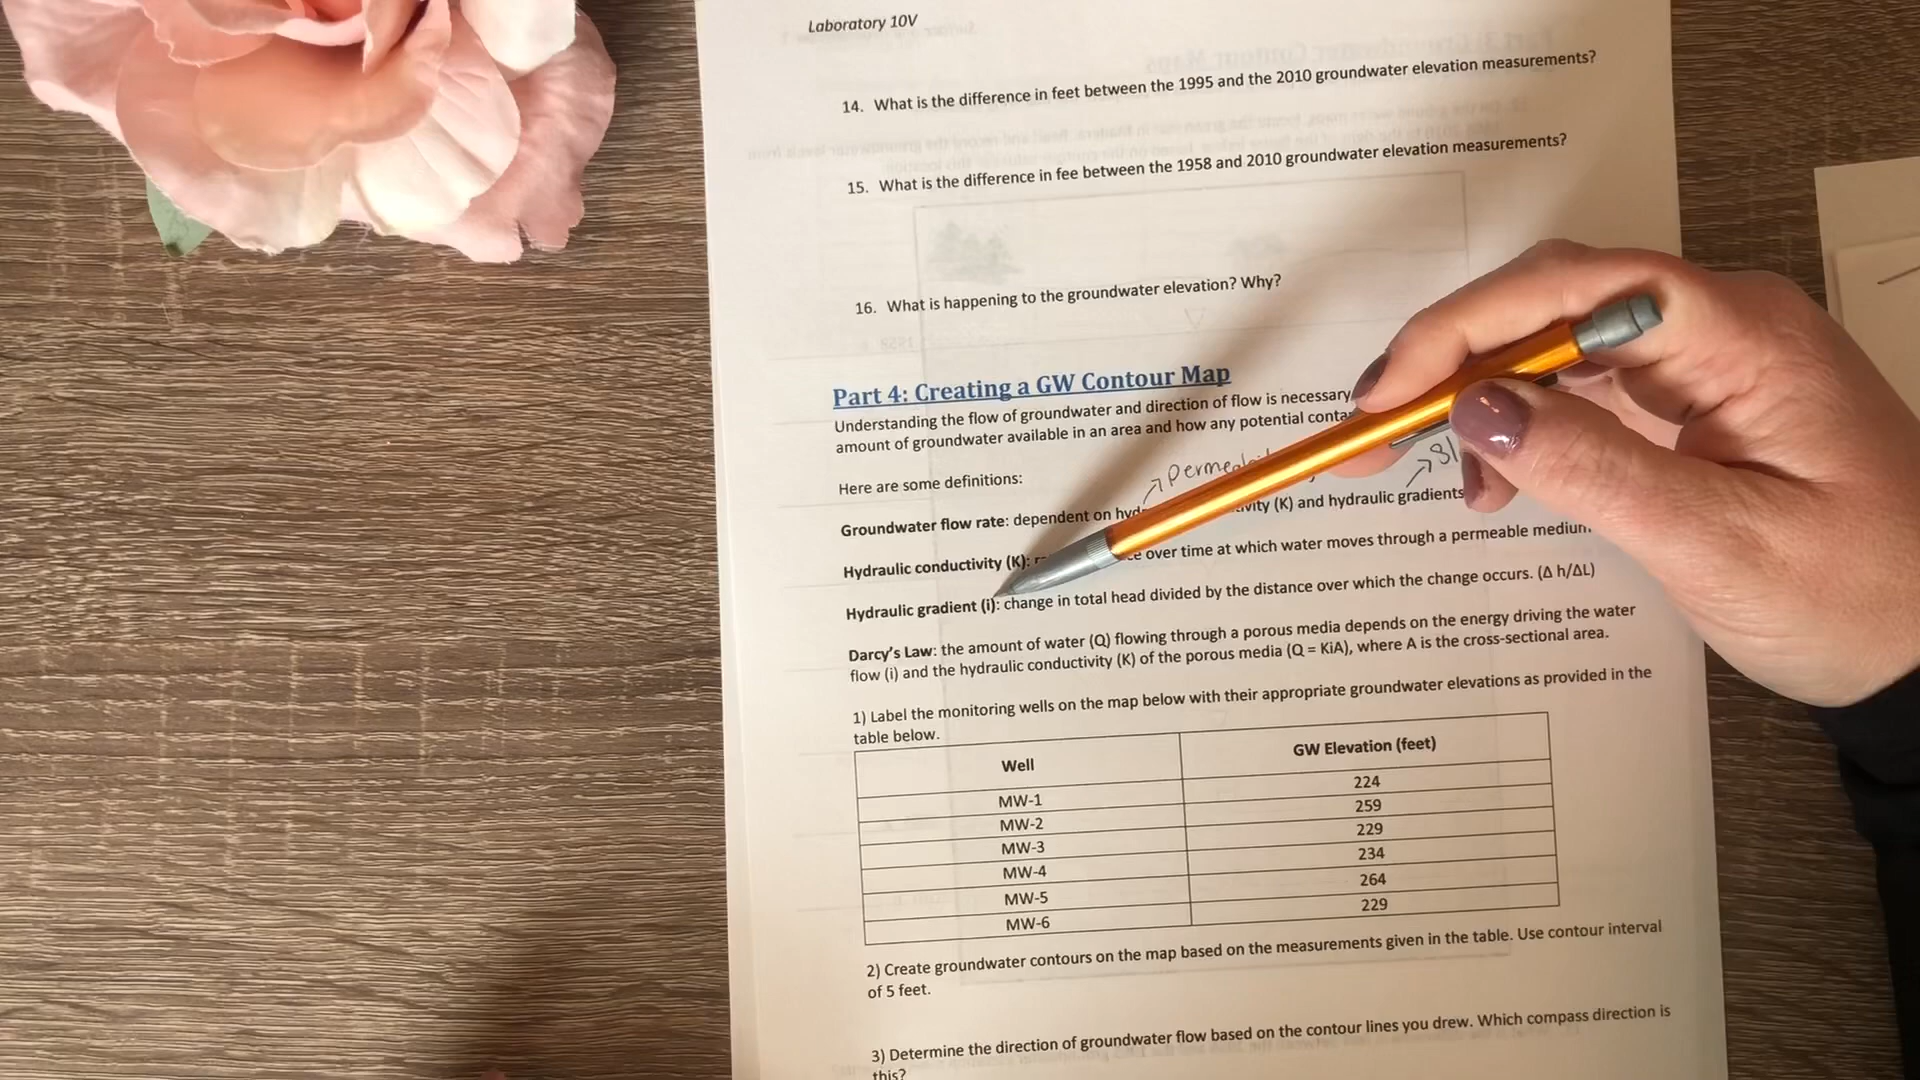 Laboratory 10V
14. What is the difference in feet between the 1995 and the 2010 groundwater elevation measurements?
15. What is the difference in fee between the 1958 and 2010 groundwater elevation measurements?
16. What is happening to the groundwater elevation? Why?
Part 4: Creating a GW Contour Map
Understanding the flow of groundwater and direction of flow is necessary
amount of groundwater available in an area and how any potential
Here are some definitions:
Groundwater flow rate: dependent on (K) and hydraulic gradients
Hydraulic conductivity (K): over time at which water moves through a permeable
Hydraulic gradient (i): change in total head divided by the distance over which the change occurs. (Δ h/ΔL)
Darcy's Law: the amount of water (Q) flowing through a porous media depends on the energy driving the water
flow (i) and the hydraulic conductivity (K) of the porous media (Q = KiA), where A is the cross-sectional area.
1) Label the monitoring wells on the map below with their appropriate groundwater elevations as provided in the
table below.
Well GW Elevation (feet)
MW-1 224
MW-2 259
MW-3 229
MW-4 234
MW-5 264
MW-6 229
2) Create groundwater contours on the map based on the measurements given in the table. Use contour interval
of 5 feet.
3) Determine the direction of groundwater flow based on the contour lines you drew. Which compass direction is
this?